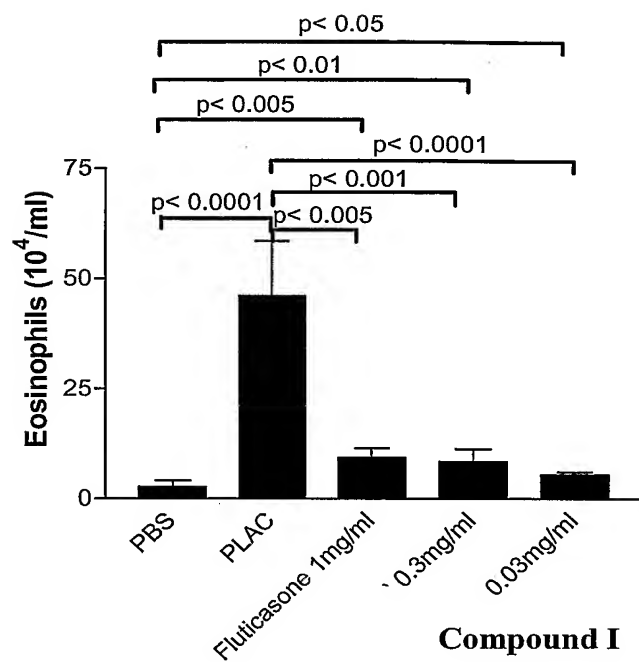 p< 0.05
p< 0.01
p< 0.005
p< 0.0001
p< 0.001
p< 0.0001
p< 0.005
Eosinophils (10⁴/ml)
75
50
25
0
PBS
PLAC
Fluticasone 1mg/ml
` 0.3mg/ml
0.03mg/ml
Compound I